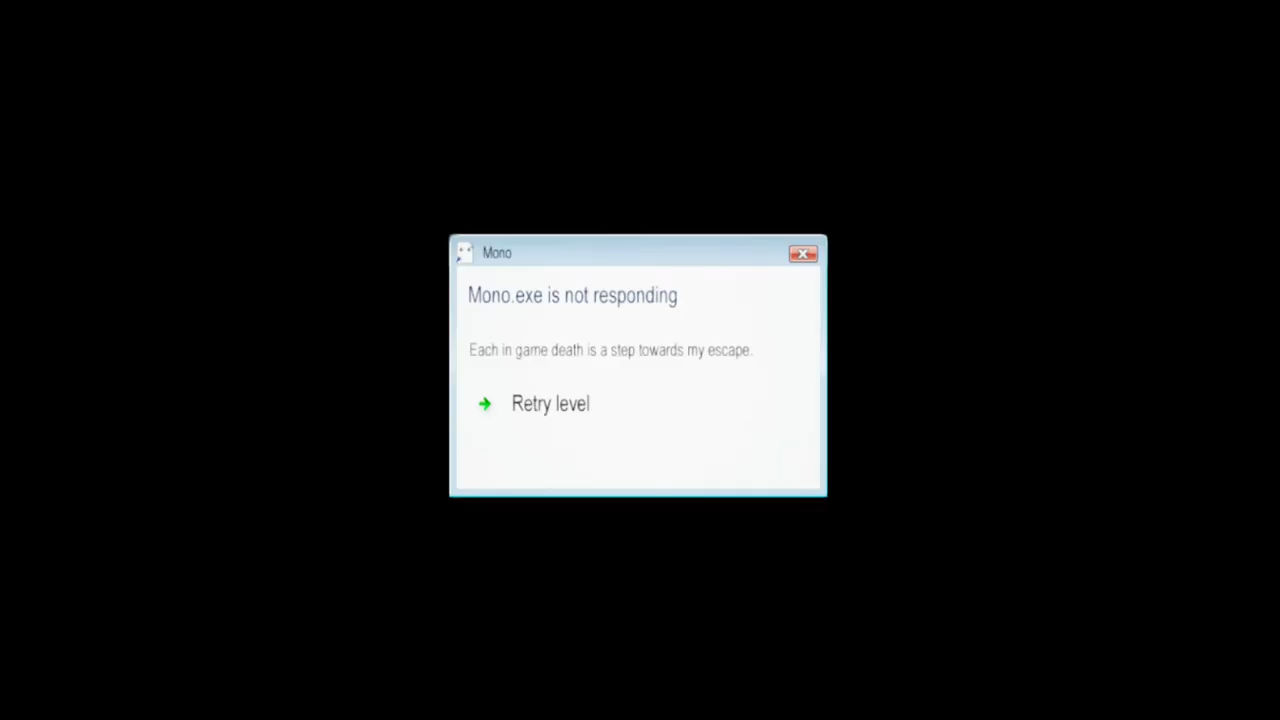 Mono
Mono.exe is not responding
Each in game death is a step towards my escape.
Retry level